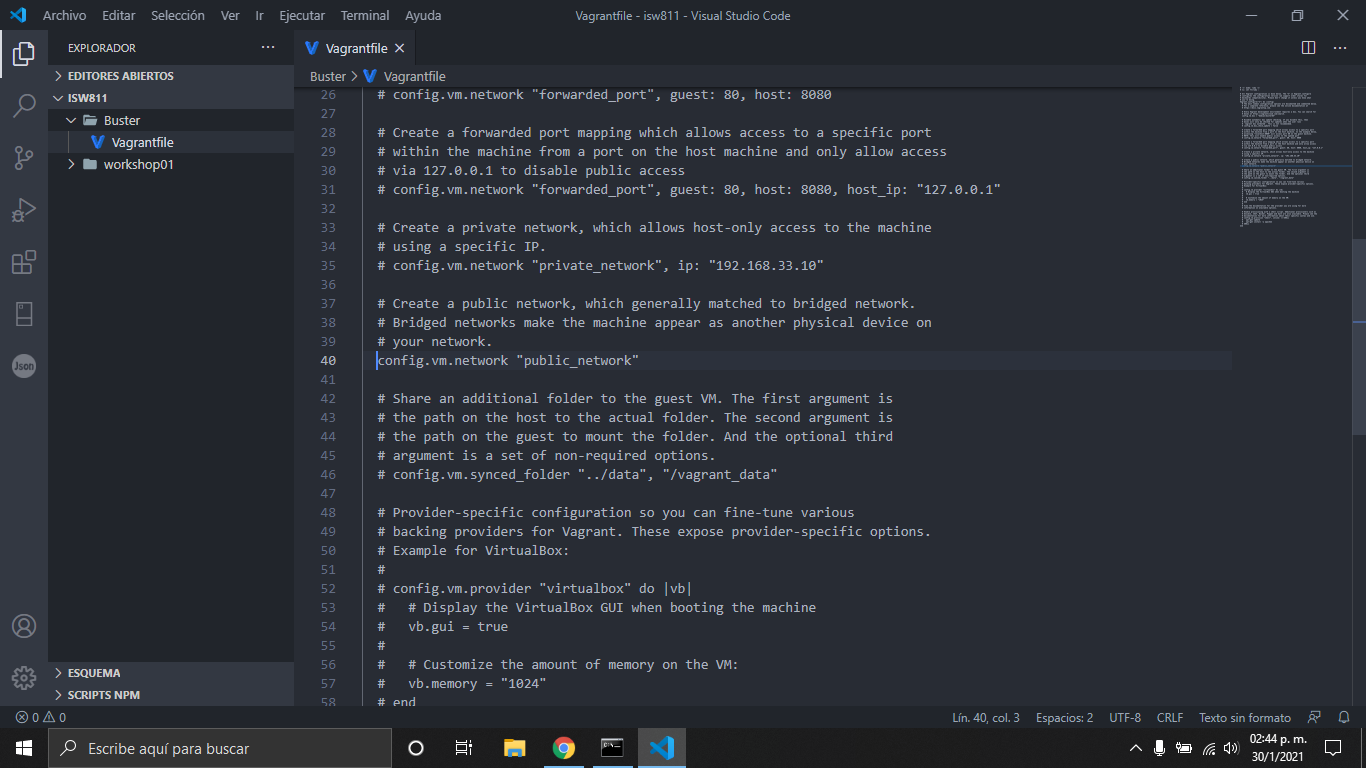 Archivo Editar Selección Ver Ir Ejecutar Terminal Ayuda
Vagrantfile - isw811 - Visual Studio Code
EXPLORADOR
EDITORES ABIERTOS
ISW811
Buster
Vagrantfile
workshop01
ESQUEMA
SCRIPTS NPM
Json
Vagrantfile
Buster > Vagrantfile
26 # config.vm.network "forwarded_port", guest: 80, host: 8080
27
28 # Create a forwarded port mapping which allows access to a specific port
29 # within the machine from a port on the host machine and only allow access
30 # via 127.0.0.1 to disable public access
31 # config.vm.network "forwarded_port", guest: 80, host: 8080, host_ip: "127.0.0.1"
32
33 # Create a private network, which allows host-only access to the machine
34 # using a specific IP.
35 # config.vm.network "private_network", ip: "192.168.33.10"
36
37 # Create a public network, which generally matched to bridged network.
38 # Bridged networks make the machine appear as another physical device on
39 # your network.
40 config.vm.network "public_network"
41
42 # Share an additional folder to the guest VM. The first argument is
43 # the path on the host to the actual folder. The second argument is
44 # the path on the guest to mount the folder. And the optional third
45 # argument is a set of non-required options.
46 # config.vm.synced_folder "../data", "/vagrant_data"
47
48 # Provider-specific configuration so you can fine-tune various
49 # backing providers for Vagrant. These expose provider-specific options.
50 # Example for VirtualBox:
51 #
52 # config.vm.provider "virtualbox" do |vb|
53 #   # Display the VirtualBox GUI when booting the machine
54 #   vb.gui = true
55 #
56 #   # Customize the amount of memory on the VM:
57 #   vb.memory = "1024"
58 # end
0 0
Lín. 40, col. 3 Espacios: 2 UTF-8 CRLF Texto sin formato
Escribe aquí para buscar
02:44 p. m.
30/1/2021